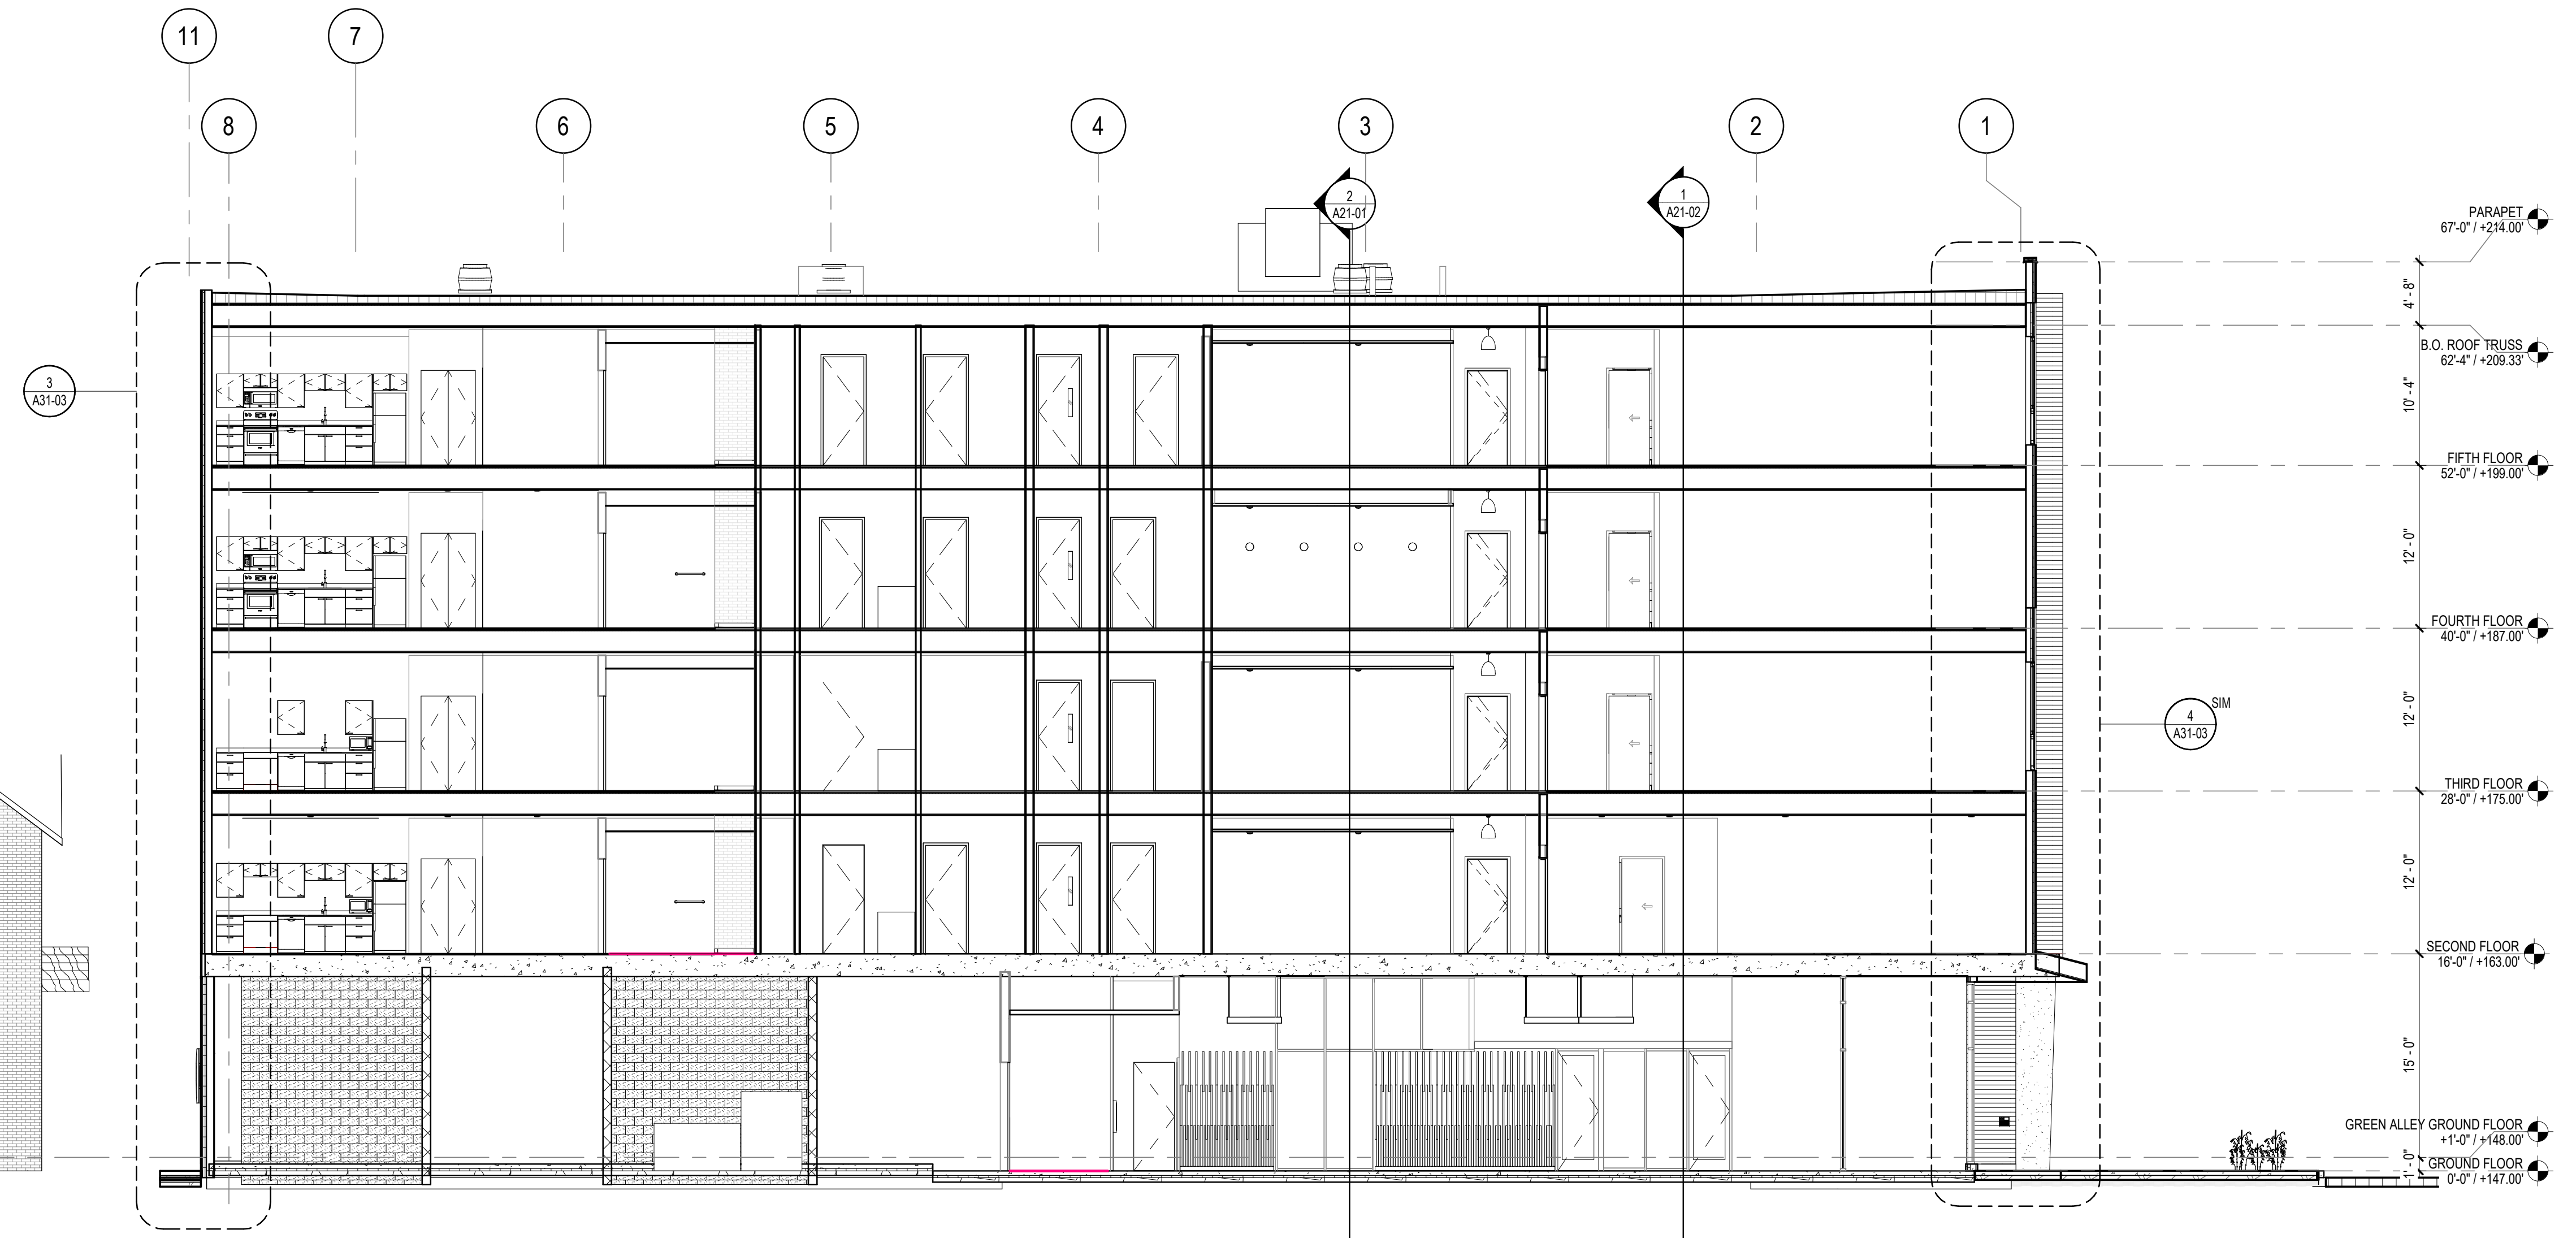 11
7
8
6
5
4
3
2
1
2
A21-01
1
A21-02
PARAPET
67'-0" / +214.00'
4' - 8"
B.O. ROOF TRUSS
62'-4" / +209.33'
3
A31-03
10' - 4"
FIFTH FLOOR
52'-0" / +199.00'
12' - 0"
FOURTH FLOOR
40'-0" / +187.00'
12' - 0"
SIM
4
A31-03
THIRD FLOOR
28'-0" / +175.00'
12' - 0"
SECOND FLOOR
16'-0" / +163.00'
15' - 0"
GREEN ALLEY GROUND FLOOR
+1'-0" / +148.00'
1' - 0"
GROUND FLOOR
0'-0" / +147.00'